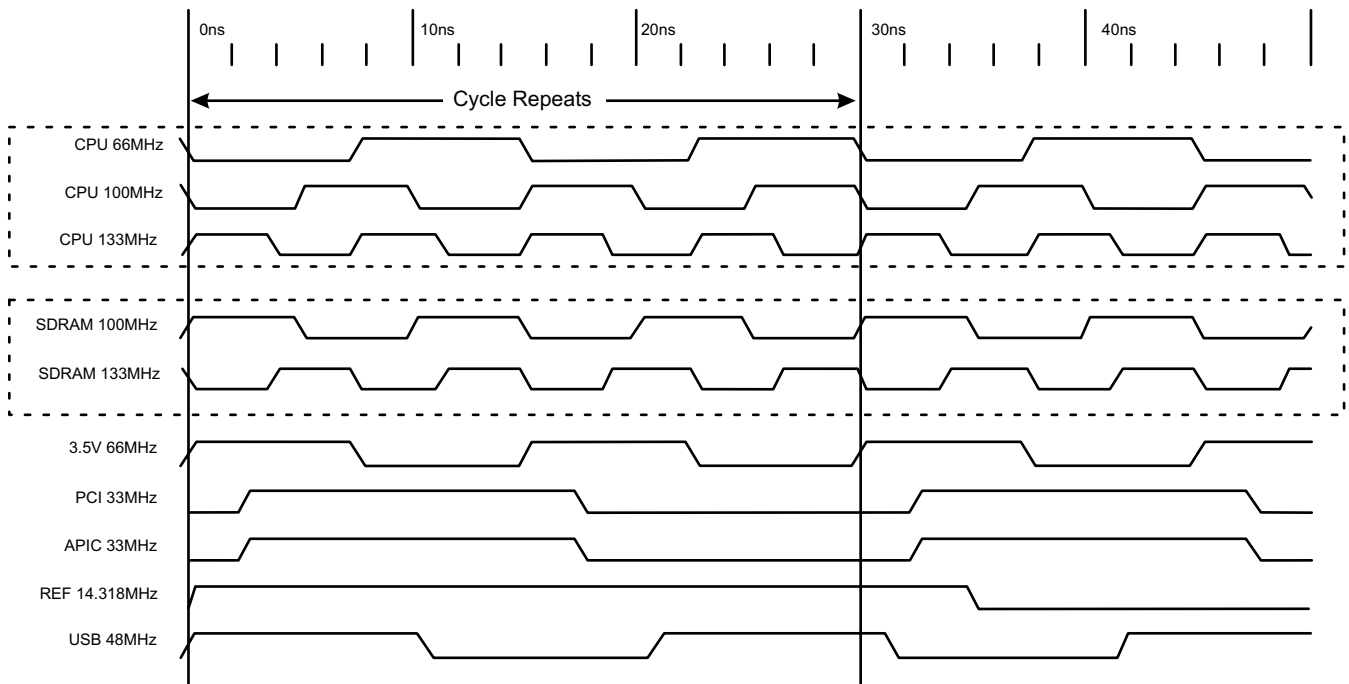 0ns 10ns 20ns 30ns 40ns
Cycle Repeats
CPU 66MHz
CPU 100MHz
CPU 133MHz
SDRAM 100MHz
SDRAM 133MHz
3.5V 66MHz
PCI 33MHz
APIC 33MHz
REF 14.318MHz
USB 48MHz